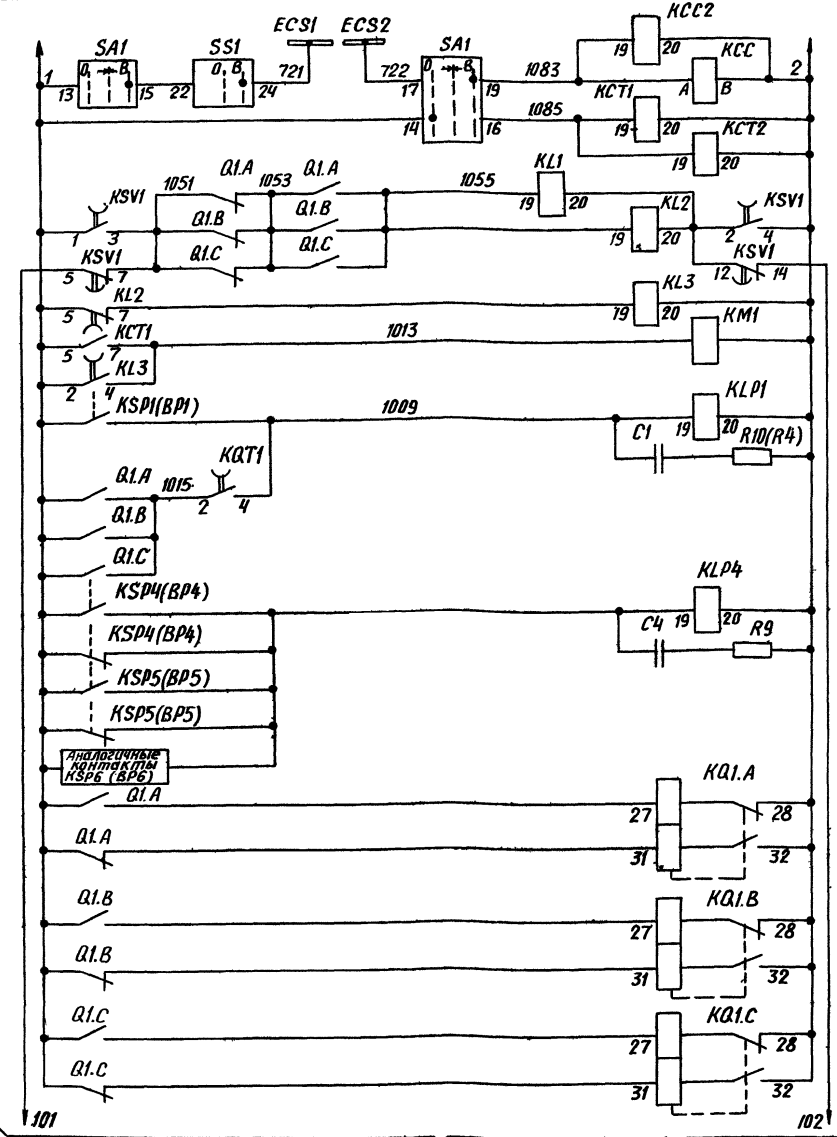 KCC2
ECS1 ECS2
SA1 SS1 SA1 19 20 KCC
1 O B O B 721 722 O B 1083 2
13 15 22 24 17 19 KCT1 A B
14 16 1085 19 20 KCT2
19 20
Q1.A Q1.A KL1
KSV1 1051 1053 1055 KSV1
Q1.B Q1.B 19 20 KL2
1 3 Q1.C Q1.C 19 20 2 4
KSV1 KSV1
5 7 12 14
KL2 KL3
5 7 19 20
KCT1 1013 KM1
5 7
KL3
2 4
KSP1(BP1) 1009 KLP1
C1 19 20 R10(R4)
KQT1
Q1.A 1015
2 4
Q1.B
Q1.C
KSP4(BP4) KLP4
KSP4(BP4) C4 19 20 R9
KSP5(BP5)
KSP5(BP5)
Аналогичные
контакты
KSP6 (BP6)
Q1.A KQ1.A
27 28
Q1.A
31 32
Q1.B KQ1.B
27 28
Q1.B
31 32
Q1.C KQ1.C
27 28
Q1.C
31 32
101 102